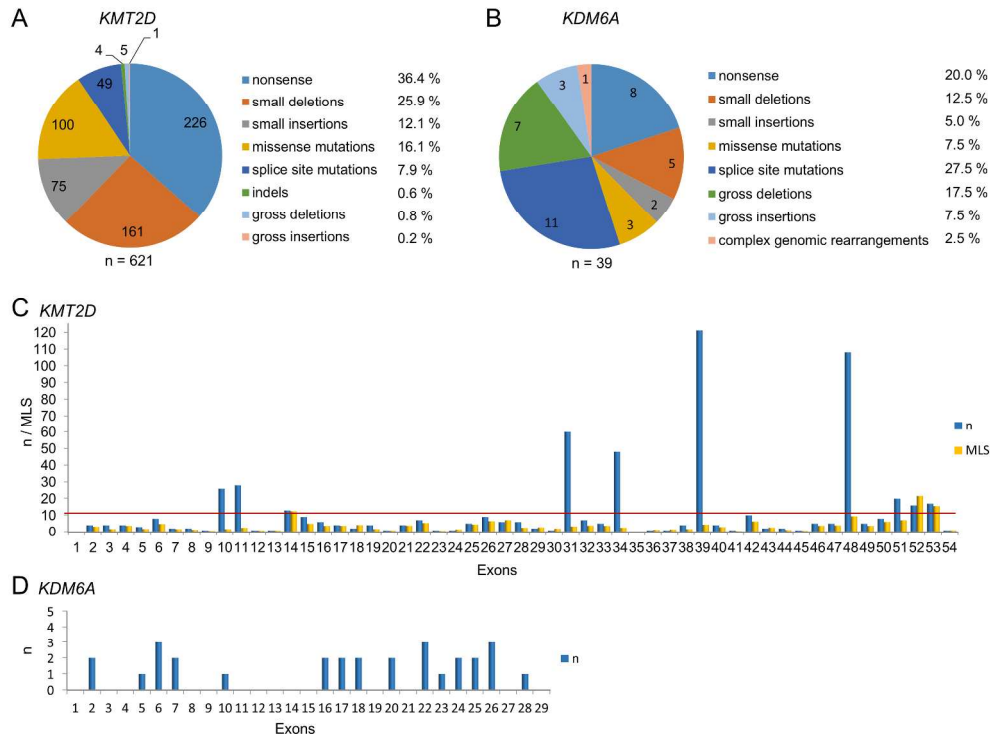 A KMT2D
1
4 5
49
100
226
75
161
n = 621
nonsense 36.4 %
small deletions 25.9 %
small insertions 12.1 %
missense mutations 16.1 %
splice site mutations 7.9 %
indels 0.6 %
gross deletions 0.8 %
gross insertions 0.2 %
B KDM6A
1
3
8
7
5
2
11
3
n = 39
nonsense 20.0 %
small deletions 12.5 %
small insertions 5.0 %
missense mutations 7.5 %
splice site mutations 27.5 %
gross deletions 17.5 %
gross insertions 7.5 %
complex genomic rearrangements 2.5 %
C KMT2D
120
110
100
90
80
70
60
50
40
30
20
10
0
n / MLS
n
MLS
1 2 3 4 5 6 7 8 9 10 11 12 13 14 15 16 17 18 19 20 21 22 23 24 25 26 27 28 29 30 31 32 33 34 35 36 37 38 39 40 41 42 43 44 45 46 47 48 49 50 51 52 53 54
Exons
D KDM6A
5
4
3
2
1
0
n
n
1 2 3 4 5 6 7 8 9 10 11 12 13 14 15 16 17 18 19 20 21 22 23 24 25 26 27 28 29
Exons